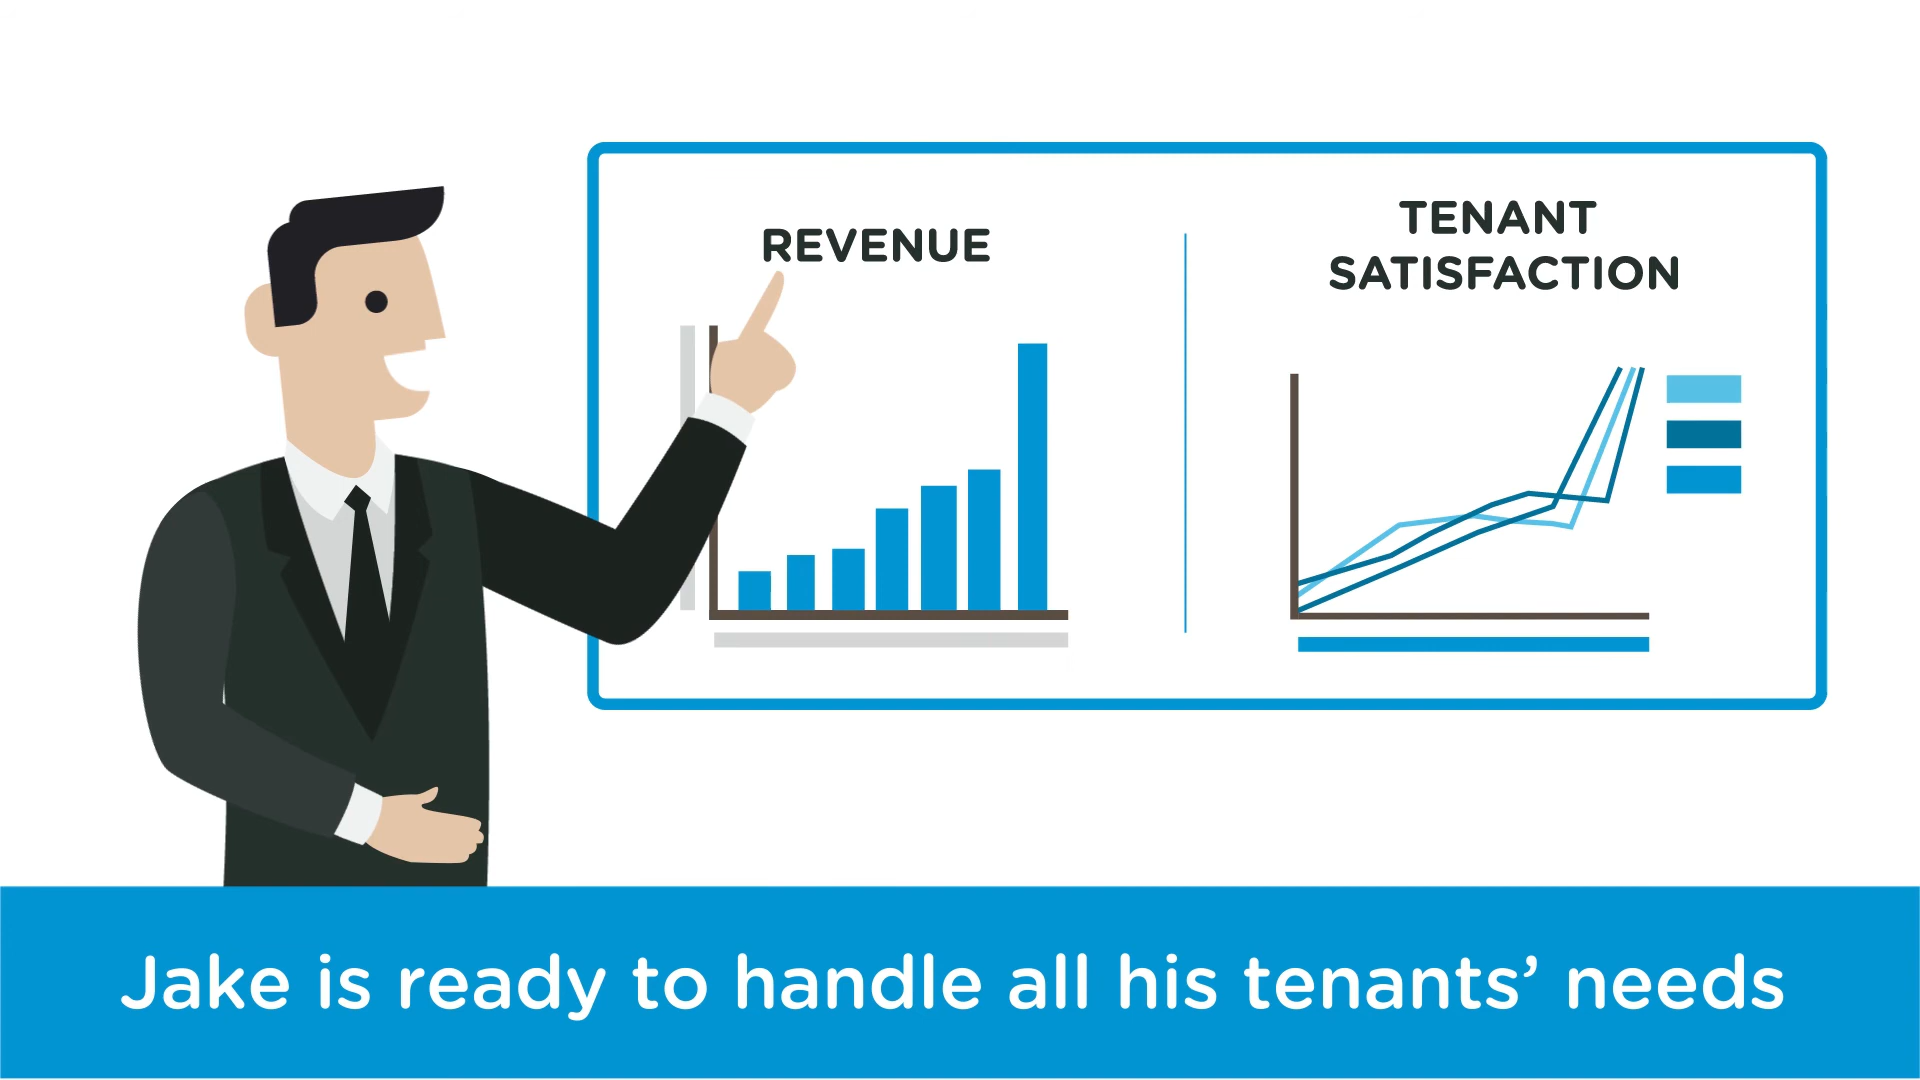 REVENUE
TENANT
SATISFACTION
Jake is ready to handle all his tenants’ needs